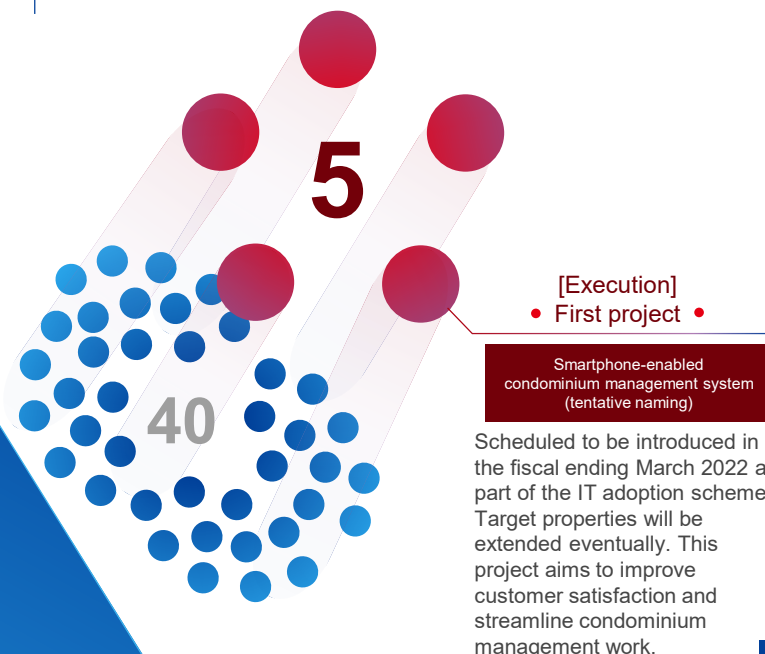 5
40
[Execution]
• First project •
Smartphone-enabled
condominium management system
(tentative naming)
Scheduled to be introduced in
the fiscal ending March 2022 a
part of the IT adoption scheme
Target properties will be
extended eventually. This
project aims to improve
customer satisfaction and
streamline condominium
management work.